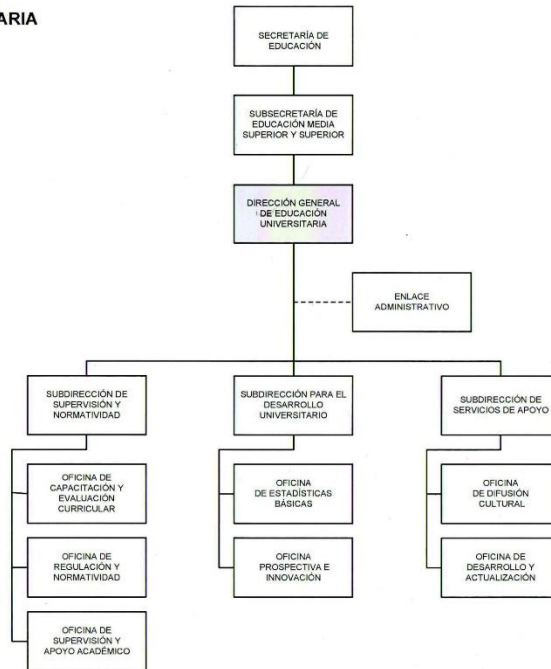 ARIA
SECRETARÍA DE
EDUCACIÓN
SUBSECRETARÍA DE
EDUCACIÓN MEDIA
SUPERIOR Y SUPERIOR
DIRECCIÓN GENERAL
DE EDUCACIÓN
UNIVERSITARIA
ENLACE
ADMINISTRATIVO
SUBDIRECCIÓN DE
SUPERVISIÓN Y
NORMATIVIDAD
SUBDIRECCIÓN PARA EL
DESARROLLO
UNIVERSITARIO
SUBDIRECCIÓN DE
SERVICIOS DE APOYO
OFICINA DE
CAPACITACIÓN Y
EVALUACIÓN
CURRICULAR
OFICINA
DE ESTADÍSTICAS
BÁSICAS
OFICINA
DE DIFUSIÓN
CULTURAL
OFICINA DE
REGULACIÓN Y
NORMATIVIDAD
OFICINA
PROSPECTIVA E
INNOVACIÓN
OFICINA DE
DESARROLLO Y
ACTUALIZACIÓN
OFICINA DE
SUPERVISIÓN Y
APOYO ACADÉMICO